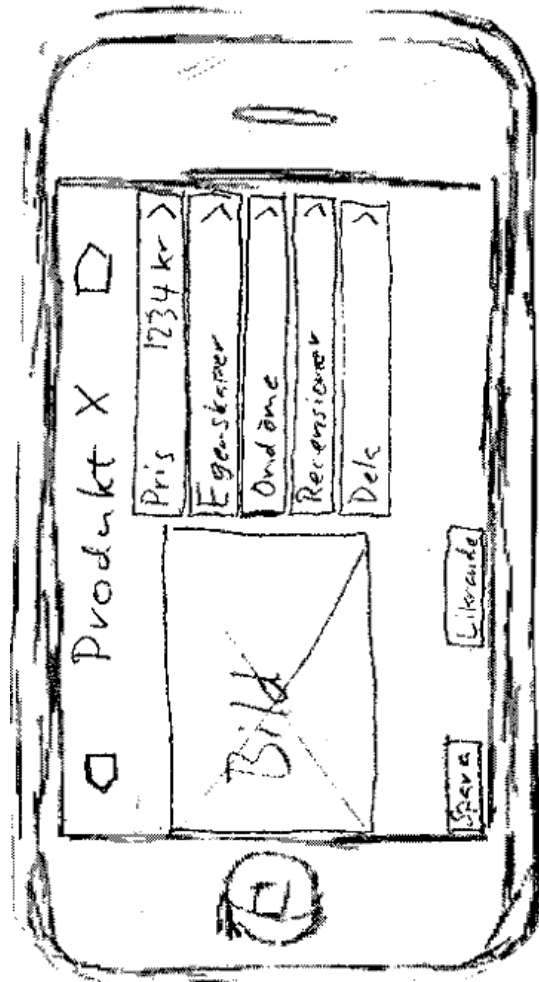 Produkt X
Bild
Pris 1234 kr >
Egenskaper >
Omdöme >
Recensioner >
Dela >
Spara
Liknande